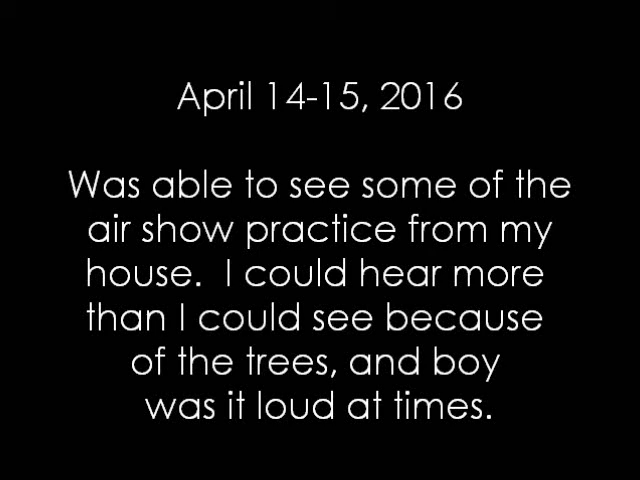 April 14-15, 2016
Was able to see some of the
air show practice from my
house.  I could hear more
than I could see because
of the trees, and boy
was it loud at times.